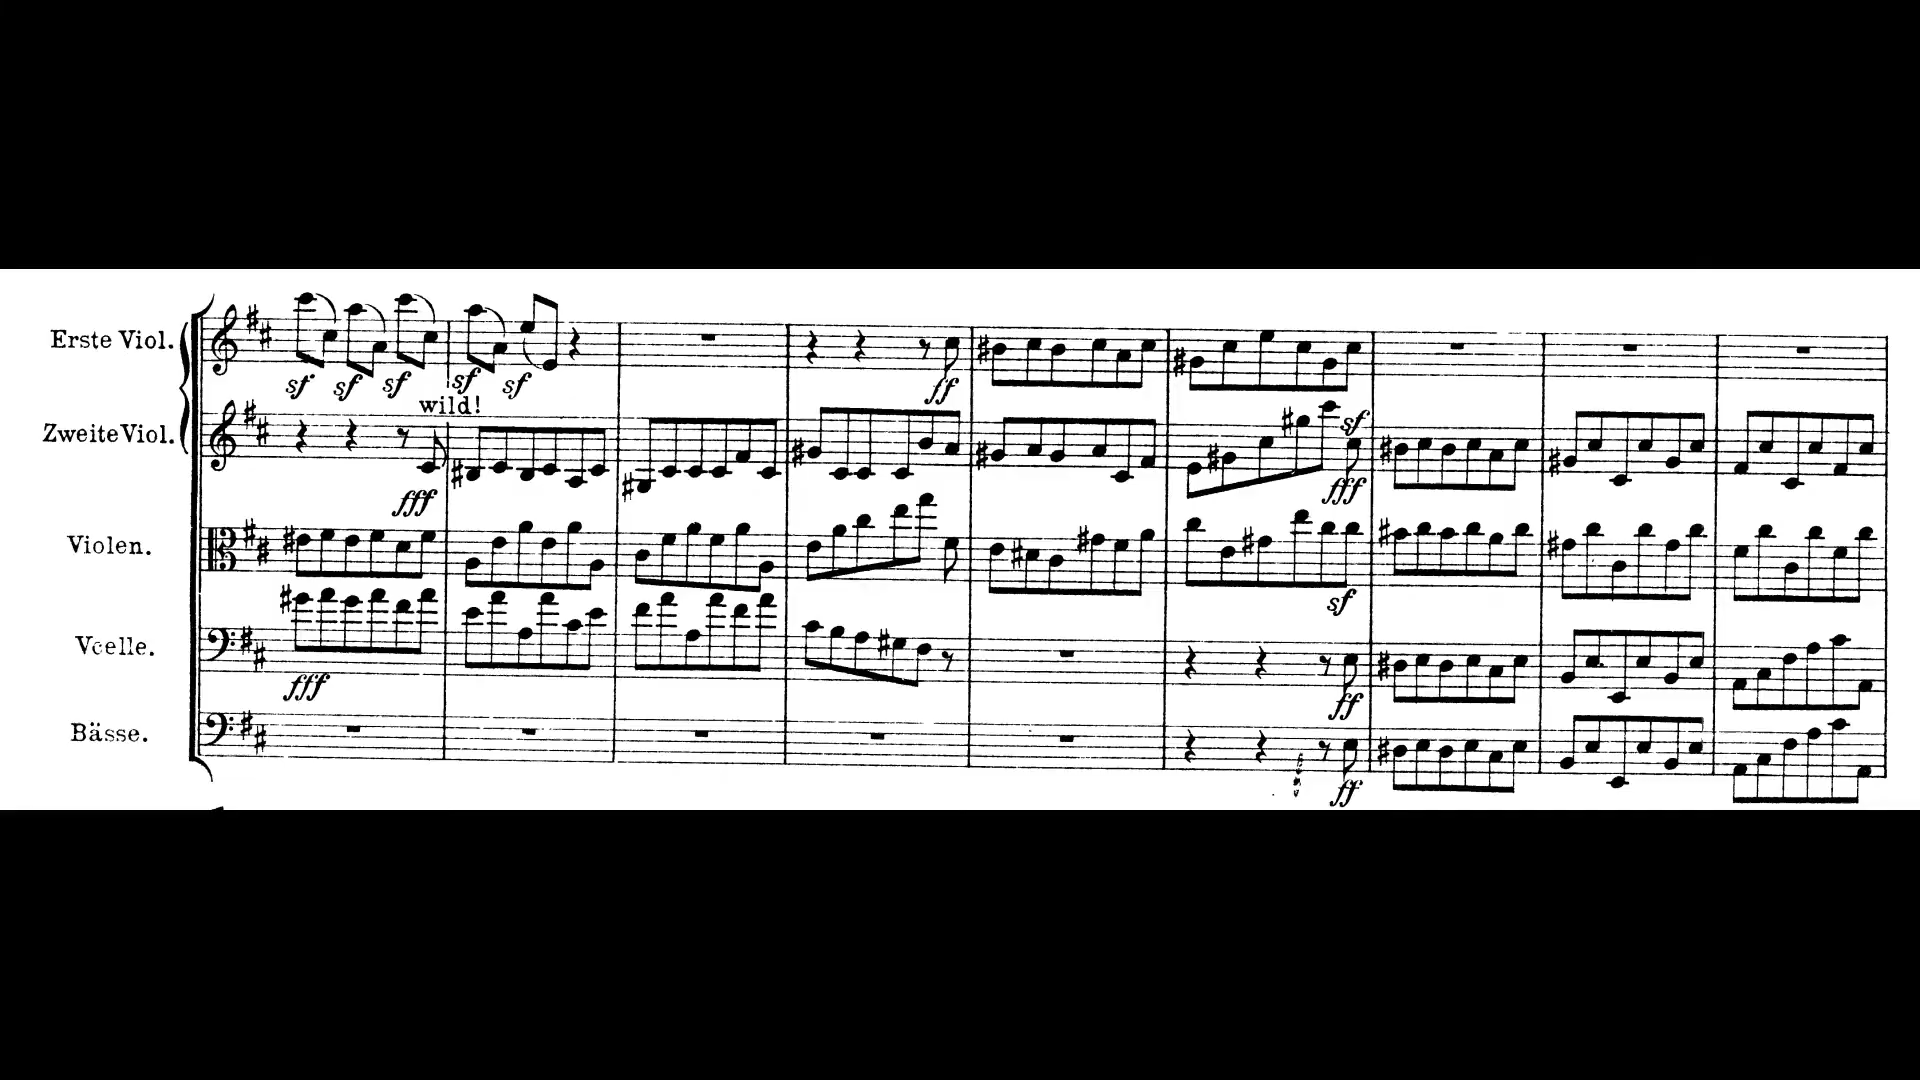 Erste Viol.
sf sf sf sf sf ff
wild!
Zweite Viol.
sf
fff fff
Violen.
sf
Vcelle.
fff ff
Bässe.
ff